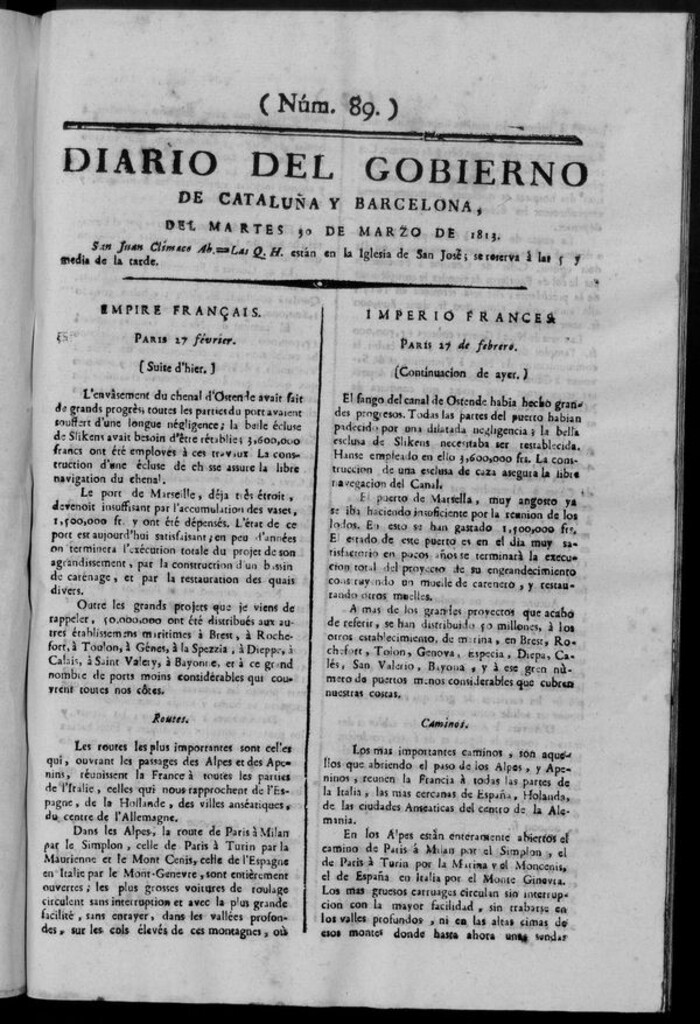 ( Núm. 89. )
DIARIO DEL GOBIERNO
DE CATALUÑA Y BARCELONA,
DEL MARTES 30 DE MARZO DE 1813.
San Juan Clímaco Ab. = Las Q. H. están en la Iglesia de San José; se reserva á las 5 y
media de la tarde.
EMPIRE FRANÇAIS.
PARIS 27 février.
( Suite d'hier. )
L'envâsement du chenal d'Ostende avait fait
de grands progrès, toutes les parties du port avaient
souffert d'une longue négligence; la belle écluse
de Slikens avait besoin d'être rétablie; 3,600,000
francs ont été employés à ces travaux. La cons-
truction d'une écluse de chasse assure la libre
navigation du chenal.
Le port de Marseille, déja très étroit,
devenoit insuffisant par l'accumulation des vases,
1,500,000 fr. y ont été dépensés. L'état de ce
port est aujourd'hui satisfaisant; en peu d'années
on terminera l'exécution totale du projet de son
agrandissement, par la construction d'un bassin
de carénage, et par la restauration des quais
divers.
Outre les grands projets que je viens de
rappeler, 50,000,000 ont été distribués aux au-
tres établissemens maritimes à Brest, à Roche-
fort, à Toulon, à Gênes, à la Spezzia, à Dieppe, à
Calais, à Saint Valery, à Bayonne, et à ce grand
nombre de ports moins considérables qui cou-
vrent toutes nos côtes.
Routes.
Les routes les plus importantes sont celles
qui, ouvrant les passages des Alpes et des Ape-
nins, réunissent la France à toutes les parties
de l'Italie, celles qui nous rapprochent de l'Es-
pagne, de la Hollande, des villes anséatiques,
du centre de l'Allemagne.
Dans les Alpes, la route de Paris à Milan
par le Simplon, celle de Paris à Turin par la
Maurienne et le Mont Cenis, celle de l'Espagne
en Italie par le Mont-Genevre, sont entièrement
ouvertes; les plus grosses voitures de roulage
circulent sans interruption et avec la plus grande
facilité, sans enrayer, dans les vallées profon-
des, sur les cols élevés de ces montagnes, où
IMPERIO FRANCES
PARIS 27 de febrero.
(Continuacion de ayer. )
El fango del canal de Ostende habia hecho gran-
des progresos. Todas las partes del puerto habian
padecido por una dilatada negligencia; la bella
esclusa de Slikens necesitaba ser restablecida.
Hanse empleado en ello 3,600,000 frs. La cons-
truccion de una esclusa de caza asegura la libre
navegacion del Canal.
El puerto de Marsella, muy angosto ya
se iba haciendo insoficiente por la reunion de los
lodos. En esto se han gastado 1,500,000 frs.
El estado de este puerto es en el dia muy sa-
tisfactorio en pocos años se terminará la execu-
cion total del proyecto de su engrandecimiento
construyendo un muelle de carenero, y restau-
rando otros muelles.
A mas de los grandes proyectos que acabo
de referir, se han distribuido 50 millones, á los
otros establecimiento, de marina, en Brest, Ro-
chefort, Tolon, Genova, Especia, Diepa, Ca-
lés, San Valerio, Bayona, y á ese gran nú-
mero de puertos menos considerables que cubren
nuestras costas.
Caminos.
Los mas importantes caminos, son aque-
llos que abriendo el paso de los Alpes, y Ape-
ninos, reunen la Francia á todas las partes de
la Italia, las mas cercanas de España, Holanda,
de las ciudades Anseaticas del centro de la Ale-
mania.
En los Alpes están enteramente abiertos el
camino de Paris á Milan por el Simplon, el
de Paris á Turin por la Marina y el Moncenis,
el de España en Italia por el Monte Ginevra.
Los mas gruesos carruages circulan sin interrup-
cion con la mayor facilidad, sin trabarse en
los valles profundos, ni en las altas cimas de
esos montes donde hasta ahora unas sendar